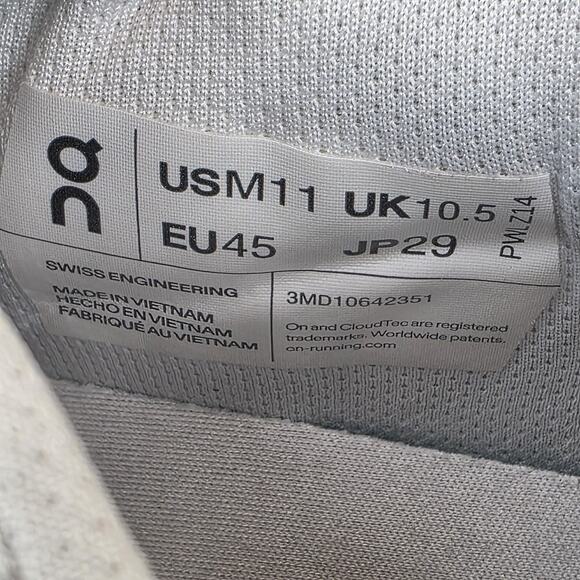 USM11 UK10.5
EU45 JP29
PWLZ14
SWISS ENGINEERING
MADE IN VIETNAM
HECHO EN VIETNAM
FABRIQUÉ AU VIETNAM
3MD10642351
On and CloudTec are registered
trademarks. Worldwide patents.
on-running.com